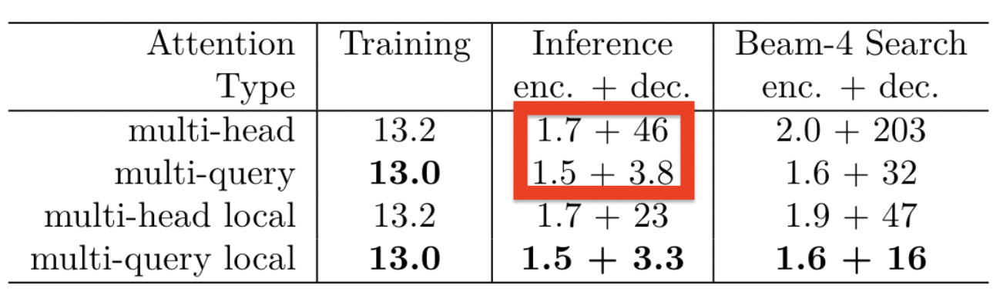 Attention Training Inference Beam-4 Search
Type enc. + dec. enc. + dec.
multi-head 13.2 1.7 + 46 2.0 + 203
multi-query 13.0 1.5 + 3.8 1.6 + 32
multi-head local 13.2 1.7 + 23 1.9 + 47
multi-query local 13.0 1.5 + 3.3 1.6 + 16